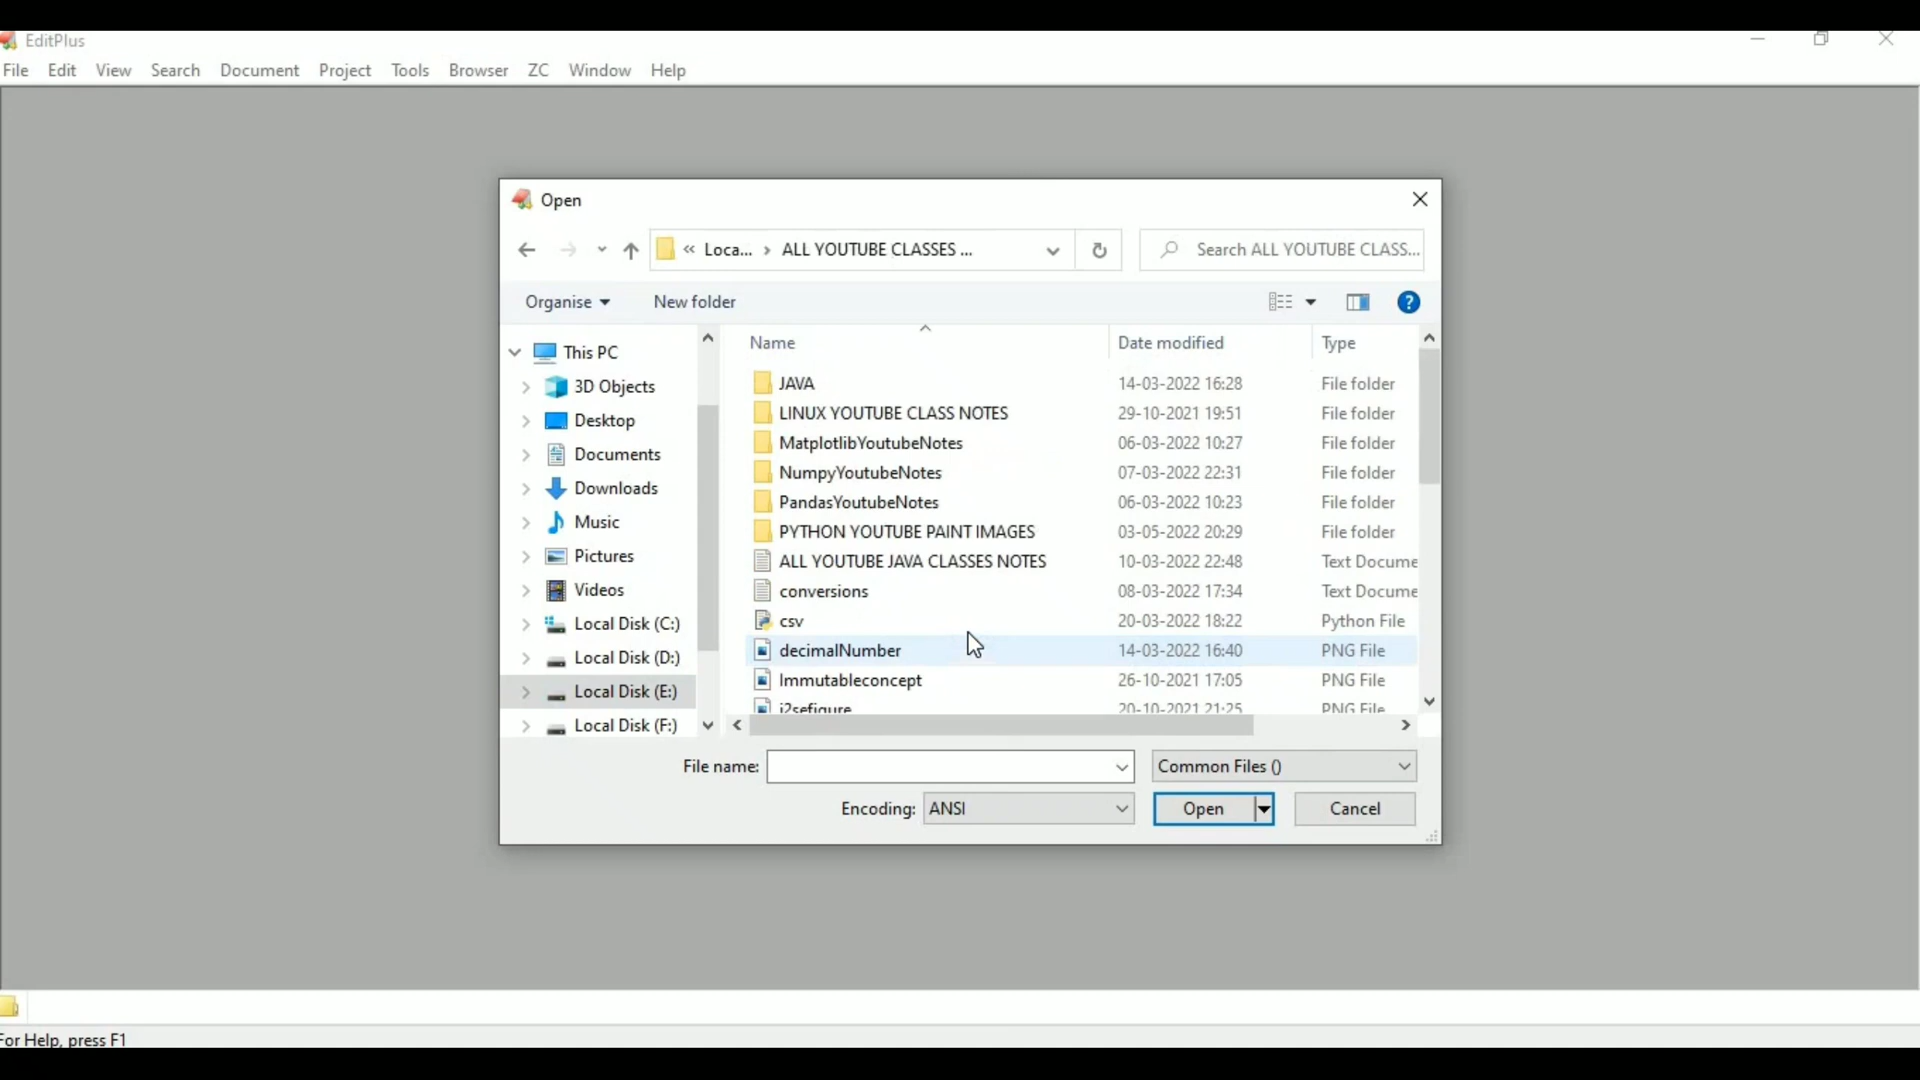 EditPlus
File Edit View Search Document Project Tools Browser ZC Window Help
Open
« Loca... › ALL YOUTUBE CLASSES ... Search ALL YOUTUBE CLASS...
Organise New folder
Name Date modified Type
This PC
3D Objects
Desktop
Documents
Downloads
Music
Pictures
Videos
Local Disk (C:)
Local Disk (D:)
Local Disk (E:)
Local Disk (F:)
JAVA 14-03-2022 16:28 File folder
LINUX YOUTUBE CLASS NOTES 29-10-2021 19:51 File folder
MatplotlibYoutubeNotes 06-03-2022 10:27 File folder
NumpyYoutubeNotes 07-03-2022 22:31 File folder
PandasYoutubeNotes 06-03-2022 10:23 File folder
PYTHON YOUTUBE PAINT IMAGES 03-05-2022 20:29 File folder
ALL YOUTUBE JAVA CLASSES NOTES 10-03-2022 22:48 Text Docume
conversions 08-03-2022 17:34 Text Docume
csv 20-03-2022 18:22 Python File
decimalNumber 14-03-2022 16:40 PNG File
Immutableconcept 26-10-2021 17:05 PNG File
j2sefigure 20-10-2021 21:25 PNG File
File name: Common Files ()
Encoding: ANSI Open Cancel
For Help, press F1